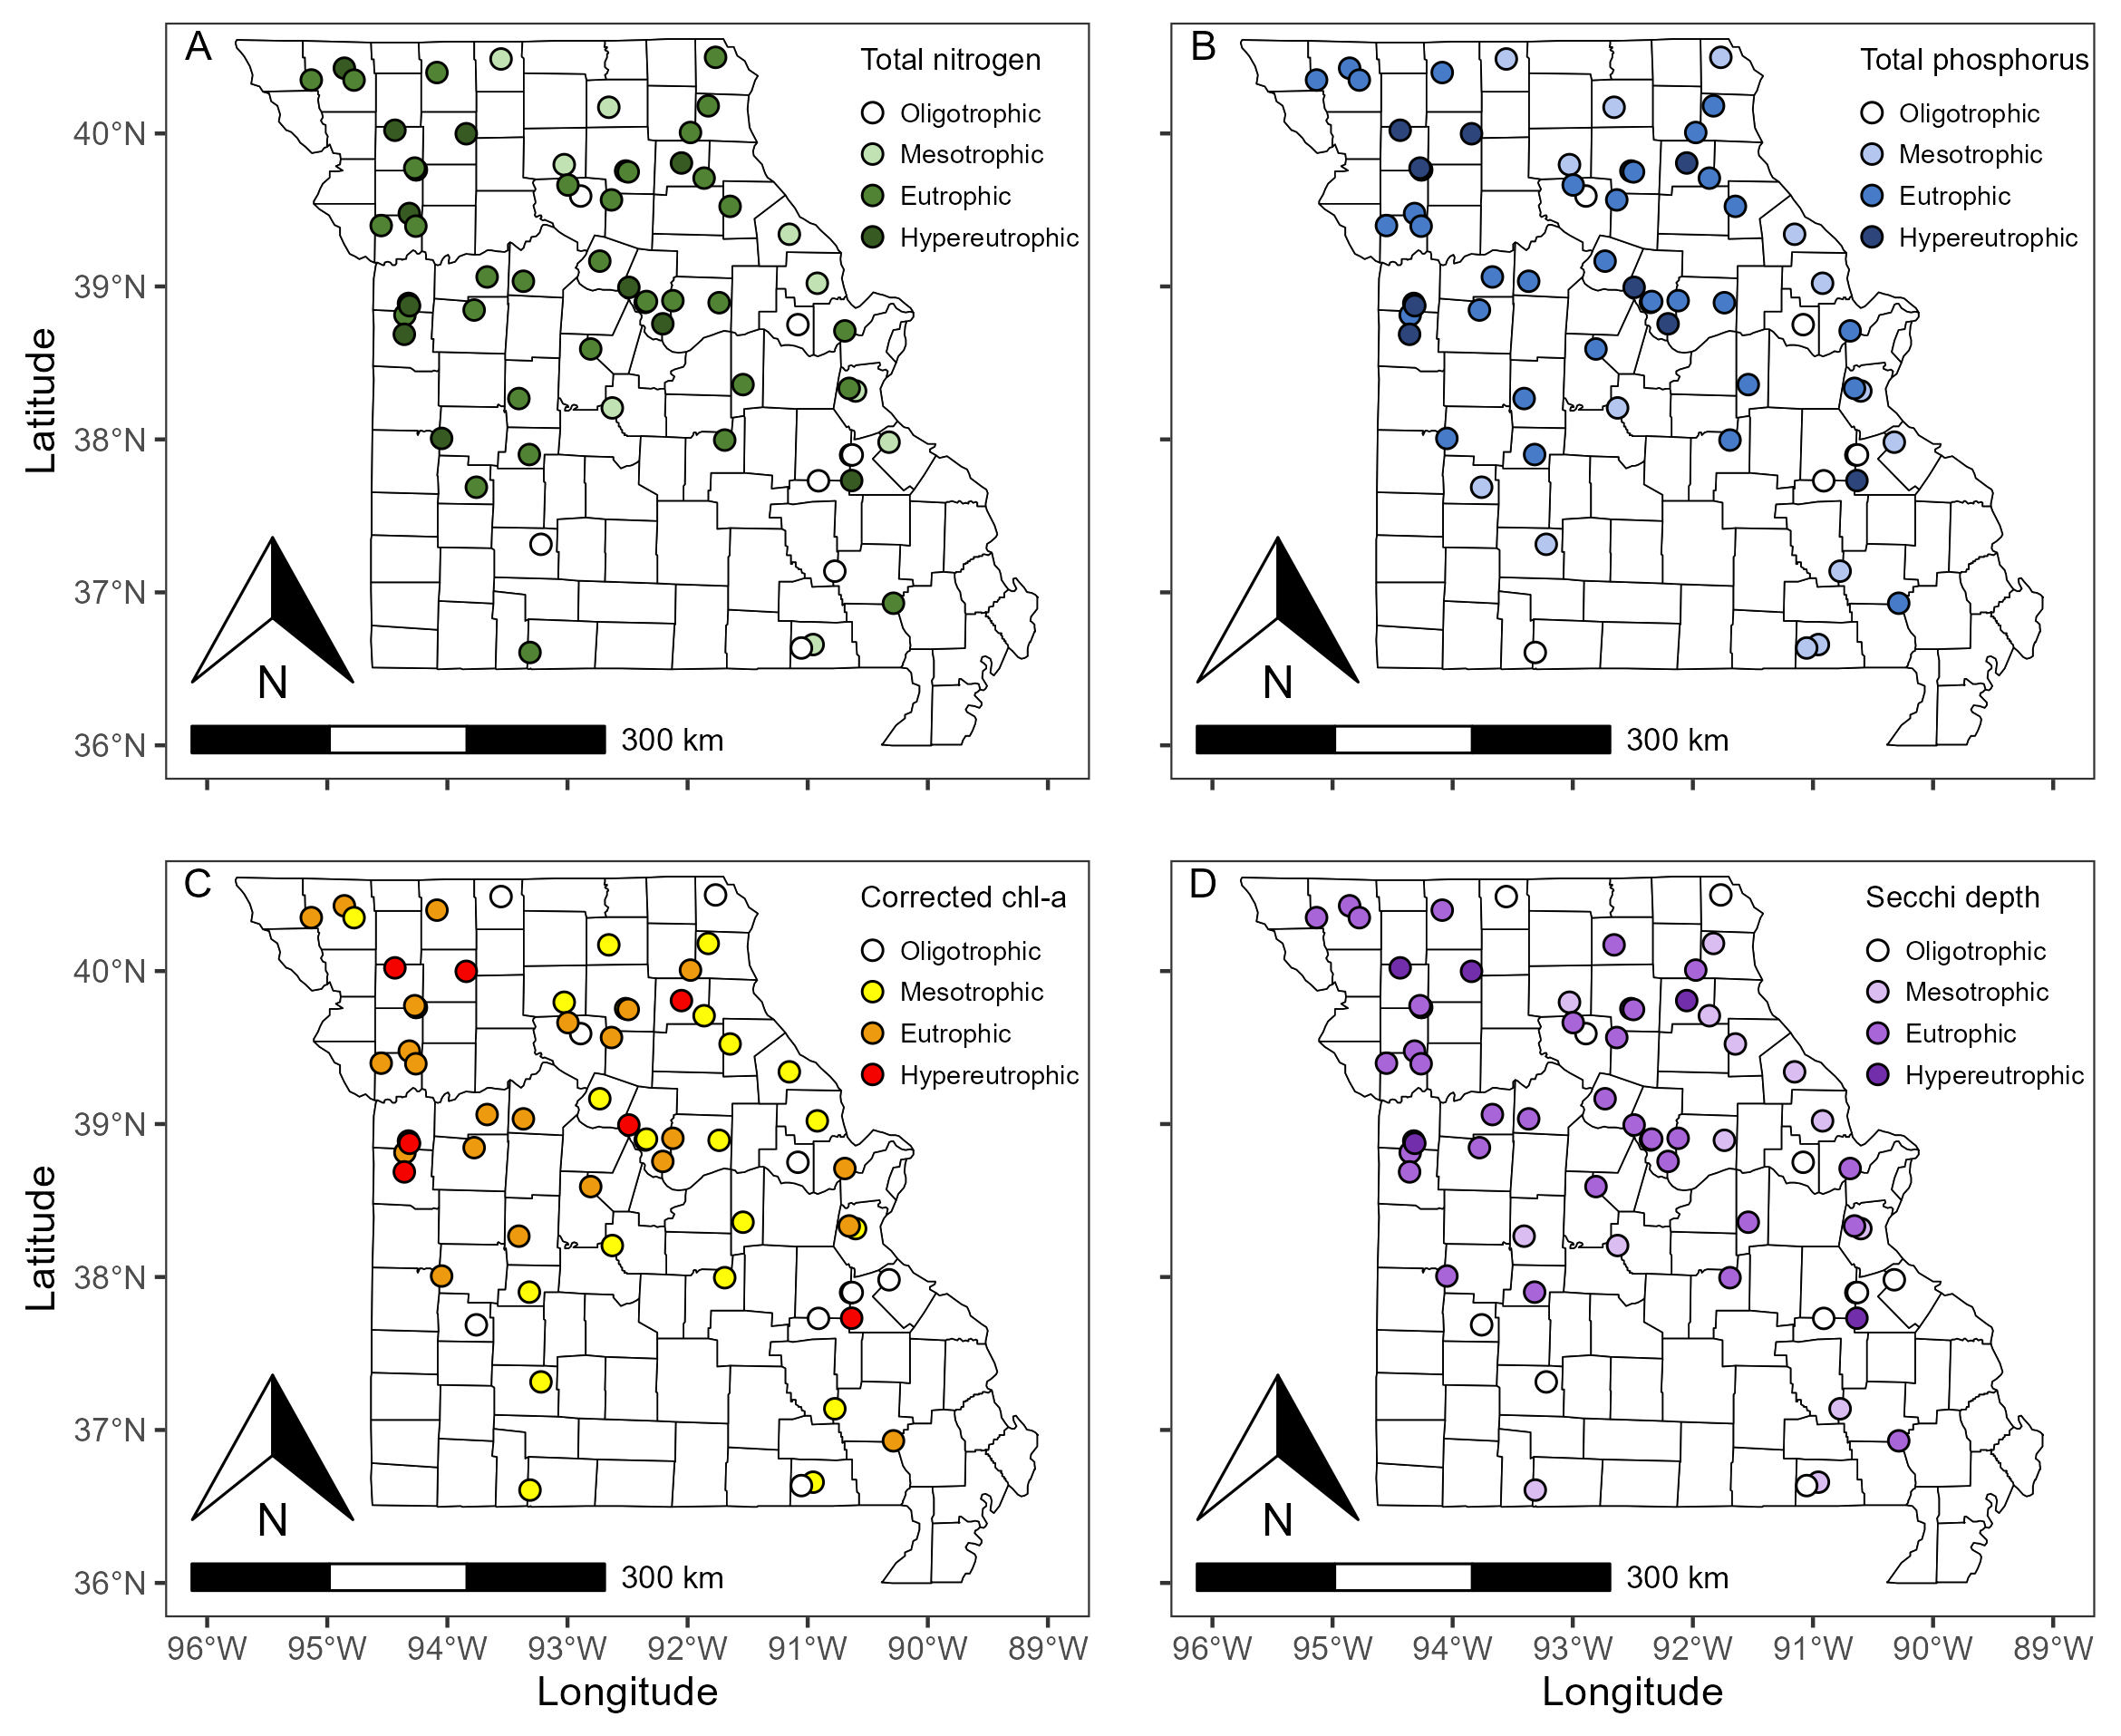 A
Total nitrogen
Oligotrophic
Mesotrophic
Eutrophic
Hypereutrophic
40°N
39°N
38°N
37°N
36°N
Latitude
N
300 km
B
Total phosphorus
Oligotrophic
Mesotrophic
Eutrophic
Hypereutrophic
N
300 km
C
Corrected chl-a
Oligotrophic
Mesotrophic
Eutrophic
Hypereutrophic
40°N
39°N
38°N
37°N
36°N
Latitude
N
300 km
96°W 95°W 94°W 93°W 92°W 91°W 90°W 89°W
Longitude
D
Secchi depth
Oligotrophic
Mesotrophic
Eutrophic
Hypereutrophic
N
300 km
96°W 95°W 94°W 93°W 92°W 91°W 90°W 89°W
Longitude